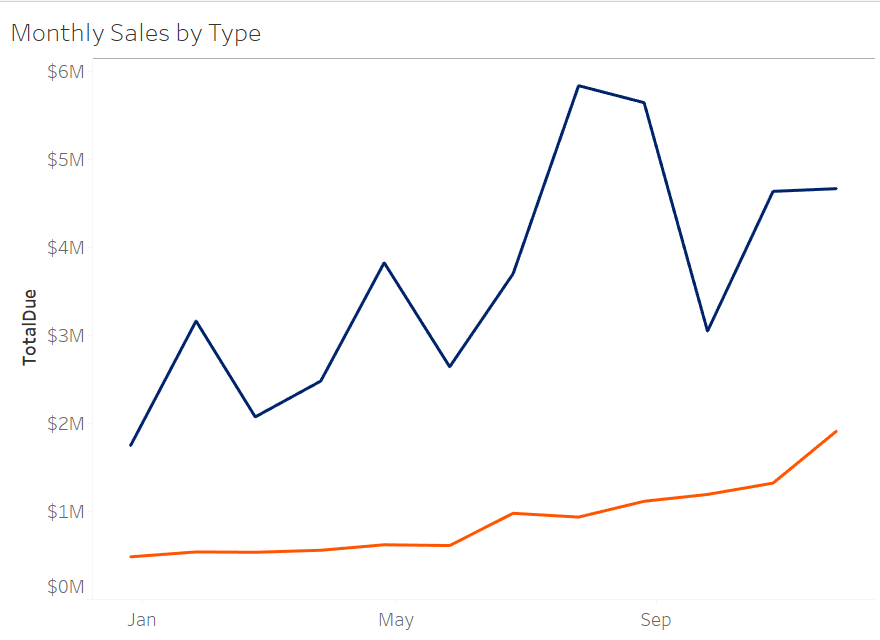 Monthly Sales by Type
$6M
$5M
$4M
$3M
$2M
$1M
$0M
TotalDue
Jan May Sep